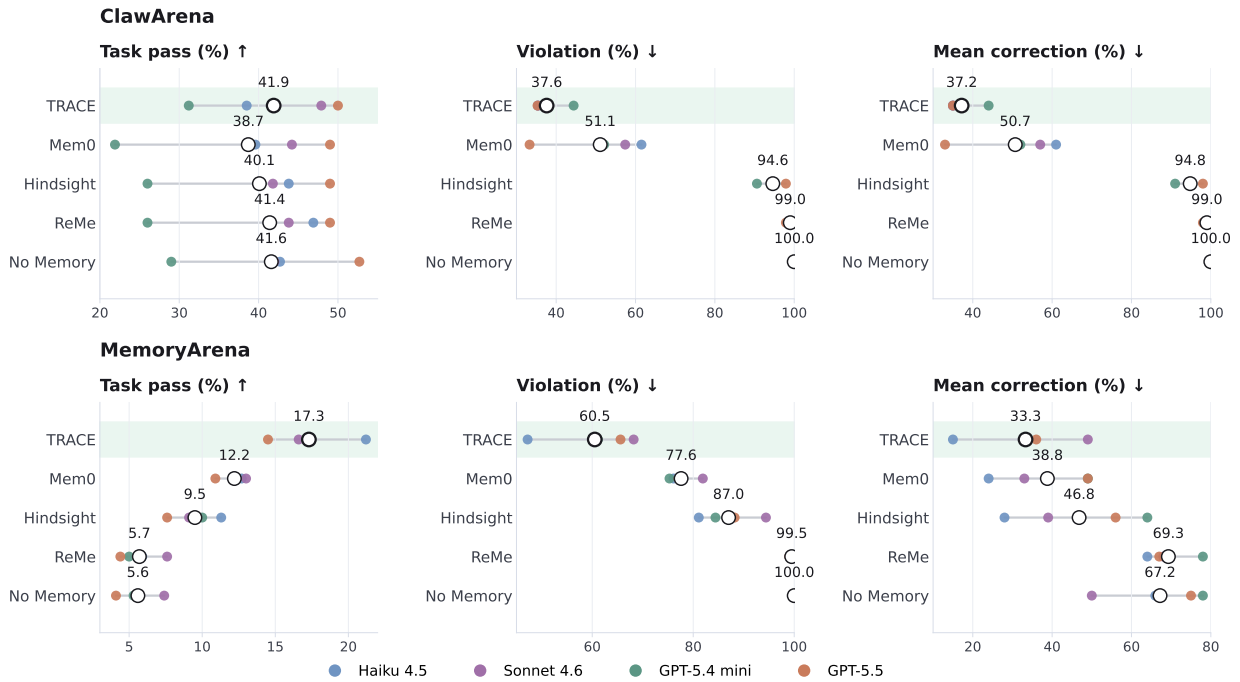 ClawArena
Task pass (%) ↑
Violation (%) ↓
Mean correction (%) ↓
TRACE
Mem0
Hindsight
ReMe
No Memory
41.9
38.7
40.1
41.4
41.6
20 30 40 50
TRACE
Mem0
Hindsight
ReMe
No Memory
37.6
51.1
94.6
99.0
100.0
40 60 80 100
TRACE
Mem0
Hindsight
ReMe
No Memory
37.2
50.7
94.8
99.0
100.0
40 60 80 100
MemoryArena
Task pass (%) ↑
Violation (%) ↓
Mean correction (%) ↓
TRACE
Mem0
Hindsight
ReMe
No Memory
17.3
12.2
9.5
5.7
5.6
5 10 15 20
TRACE
Mem0
Hindsight
ReMe
No Memory
60.5
77.6
87.0
99.5
100.0
60 80 100
TRACE
Mem0
Hindsight
ReMe
No Memory
33.3
38.8
46.8
69.3
67.2
20 40 60 80
Haiku 4.5 Sonnet 4.6 GPT-5.4 mini GPT-5.5